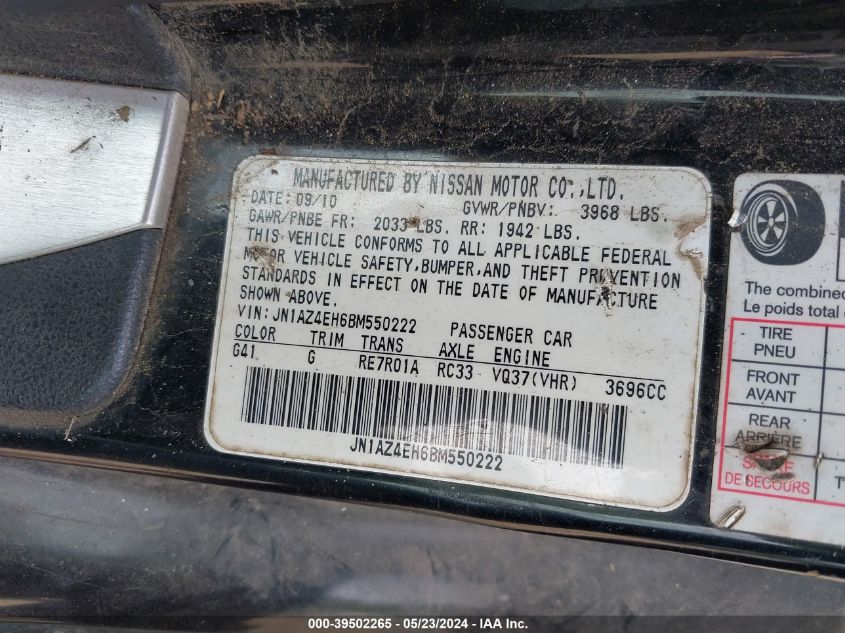 MANUFACTURED BY NISSAN MOTOR CO.,LTD.
DATE: 09/10 GVWR/PNBV: 3968 LBS.
GAWR/PNBE FR: 2033 LBS. RR: 1942 LBS.
THIS VEHICLE CONFORMS TO ALL APPLICABLE FEDERAL
MOTOR VEHICLE SAFETY,BUMPER,AND THEFT PREVENTION
STANDARDS IN EFFECT ON THE DATE OF MANUFACTURE
SHOWN ABOVE.
VIN:JN1AZ4EH6BM550222 PASSENGER CAR
COLOR TRIM TRANS AXLE ENGINE
G41 G RE7R01A RC33 VQ37(VHR) 3696CC
JN1AZ4EH6BM550222
The combined
Le poids total
TIRE
PNEU
FRONT
AVANT
REAR
ARRIÈRE
DE SECOURS
000-39502265 - 05/23/2024 - IAA, Inc.